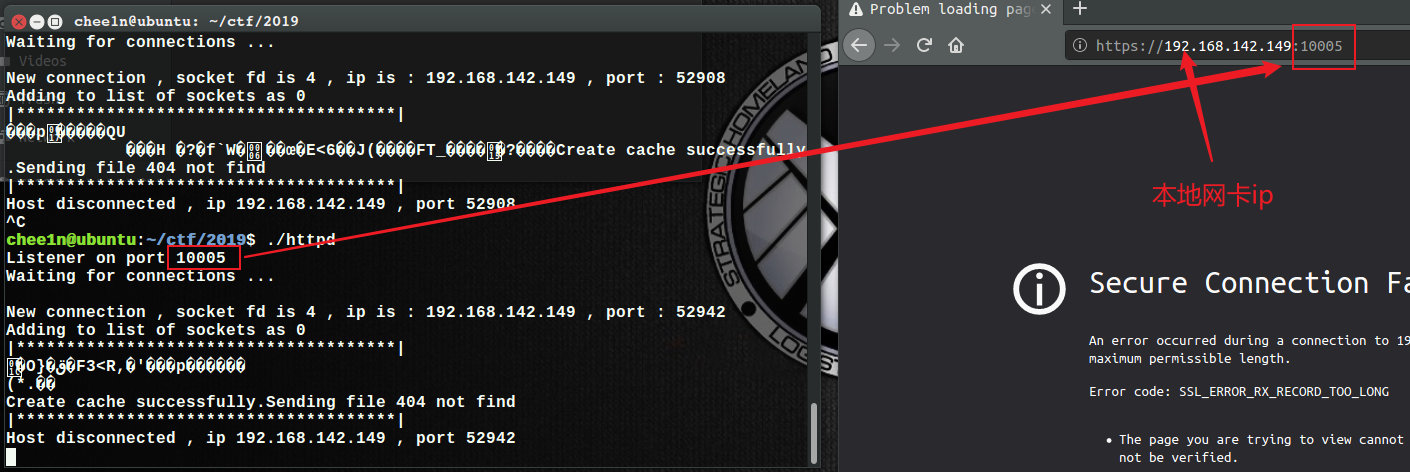 chee1n@ubuntu: ~/ctf/2019
Waiting for connections ...
Videos
New connection , socket fd is 4 , ip is : 192.168.142.149 , port : 52908
Adding to list of sockets as 0
|**************************************|
���p�����QU
���H �?�f`W���œ�E<6��J(����FT_�����?����Create cache successfully
.Sending file 404 not find
|**************************************|
Host disconnected , ip 192.168.142.149 , port 52908
^C
chee1n@ubuntu:~/ctf/2019$ ./httpd
Listener on port 10005
Waiting for connections ...
New connection , socket fd is 4 , ip is : 192.168.142.149 , port : 52942
Adding to list of sockets as 0
|**************************************|
�O}�F3<R,�'���p������
(*.��
Create cache successfully.Sending file 404 not find
|**************************************|
Host disconnected , ip 192.168.142.149 , port 52942
STRATEGIC HOMELAND
LOGIST
Problem loading pag
https://192.168.142.149:10005
本地网卡ip
Secure Connection Fa
An error occurred during a connection to 19
maximum permissible length.
Error code: SSL_ERROR_RX_RECORD_TOO_LONG
• The page you are trying to view cannot
not be verified.